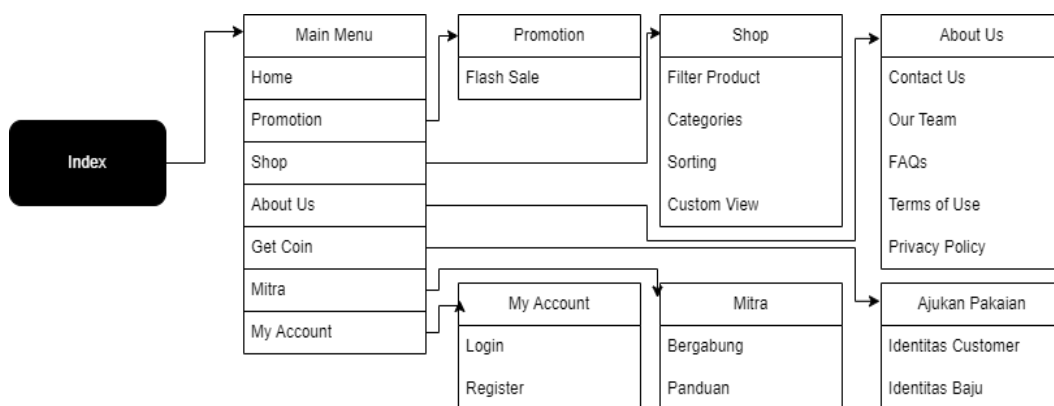 Index
Main Menu
Home
Promotion
Shop
About Us
Get Coin
Mitra
My Account
Promotion
Flash Sale
Shop
Filter Product
Categories
Sorting
Custom View
About Us
Contact Us
Our Team
FAQs
Terms of Use
Privacy Policy
My Account
Login
Register
Mitra
Bergabung
Panduan
Ajukan Pakaian
Identitas Customer
Identitas Baju